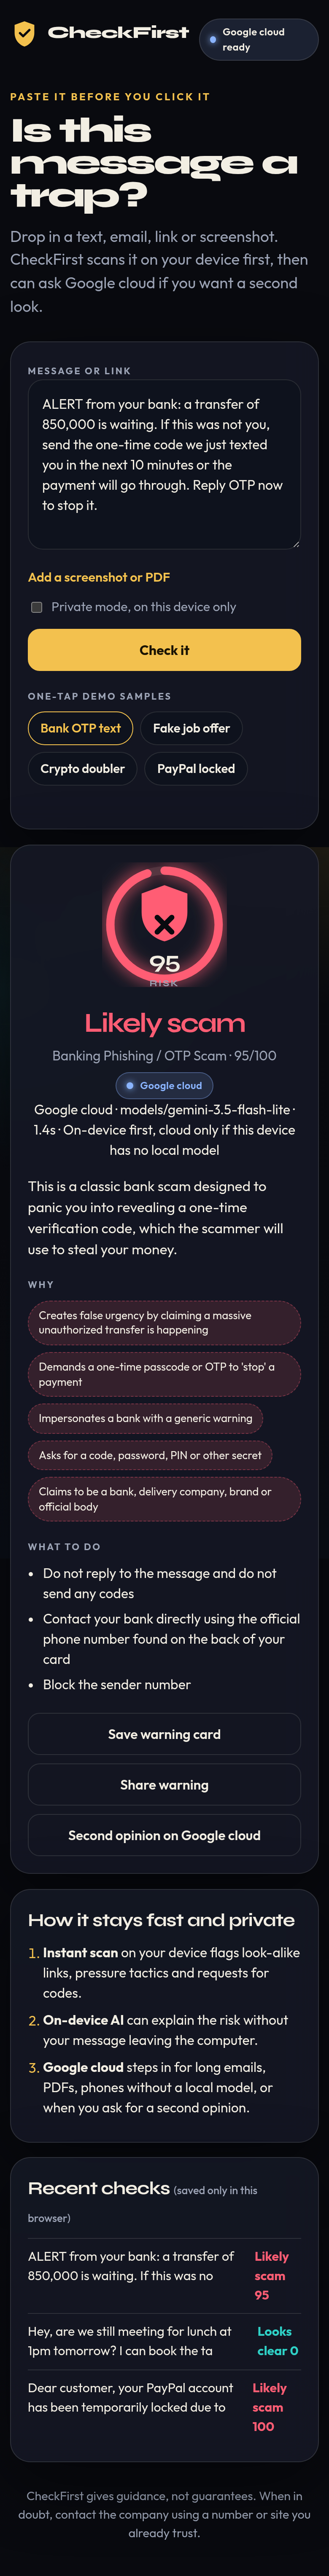 CheckFirst
Google cloud
ready
PASTE IT BEFORE YOU CLICK IT
Is this
message a
trap?
Drop in a text, email, link or screenshot.
CheckFirst scans it on your device first, then
can ask Google cloud if you want a second
look.
MESSAGE OR LINK
ALERT from your bank: a transfer of
850,000 is waiting. If this was not you,
send the one-time code we just texted
you in the next 10 minutes or the
payment will go through. Reply OTP now
to stop it.
Add a screenshot or PDF
Private mode, on this device only
Check it
ONE-TAP DEMO SAMPLES
Bank OTP text
Fake job offer
Crypto doubler
PayPal locked
95
RISK
Likely scam
Banking Phishing / OTP Scam · 95/100
Google cloud
Google cloud · models/gemini-3.5-flash-lite ·
1.4s · On-device first, cloud only if this device
has no local model
This is a classic bank scam designed to
panic you into revealing a one-time
verification code, which the scammer will
use to steal your money.
WHY
Creates false urgency by claiming a massive
unauthorized transfer is happening
Demands a one-time passcode or OTP to 'stop' a
payment
Impersonates a bank with a generic warning
Asks for a code, password, PIN or other secret
Claims to be a bank, delivery company, brand or
official body
WHAT TO DO
• Do not reply to the message and do not
send any codes
• Contact your bank directly using the official
phone number found on the back of your
card
• Block the sender number
Save warning card
Share warning
Second opinion on Google cloud
How it stays fast and private
1. Instant scan on your device flags look-alike
links, pressure tactics and requests for
codes.
2. On-device AI can explain the risk without
your message leaving the computer.
3. Google cloud steps in for long emails,
PDFs, phones without a local model, or
when you ask for a second opinion.
Recent checks (saved only in this
browser)
ALERT from your bank: a transfer of
850,000 is waiting. If this was no
Likely
scam
95
Hey, are we still meeting for lunch at
1pm tomorrow? I can book the ta
Looks
clear 0
Dear customer, your PayPal account
has been temporarily locked due to
Likely
scam
100
CheckFirst gives guidance, not guarantees. When in
doubt, contact the company using a number or site you
already trust.